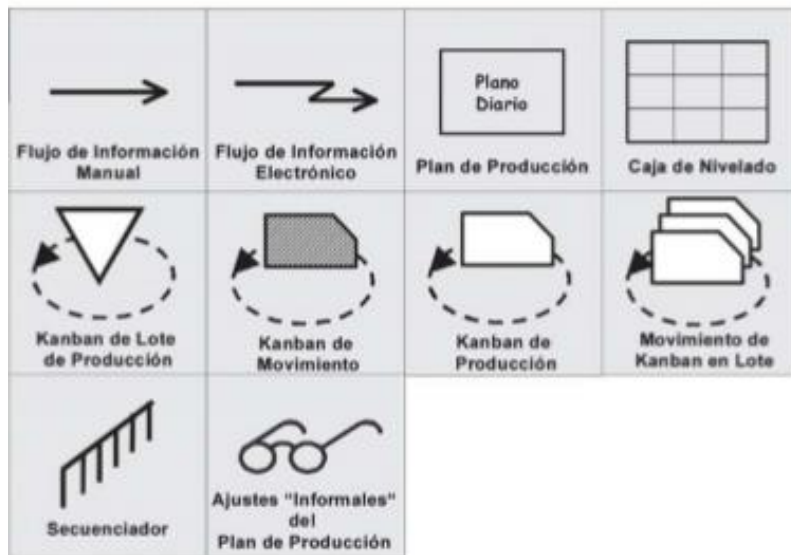 Flujo de Información
Manual
Flujo de Información
Electrónico
Plano
Diario
Plan de Producción
Caja de Nivelado
Kanban de Lote
de Producción
Kanban de
Movimiento
Kanban de
Producción
Movimiento de
Kanban en Lote
Secuenciador
Ajustes "Informales"
del
Plan de Producción